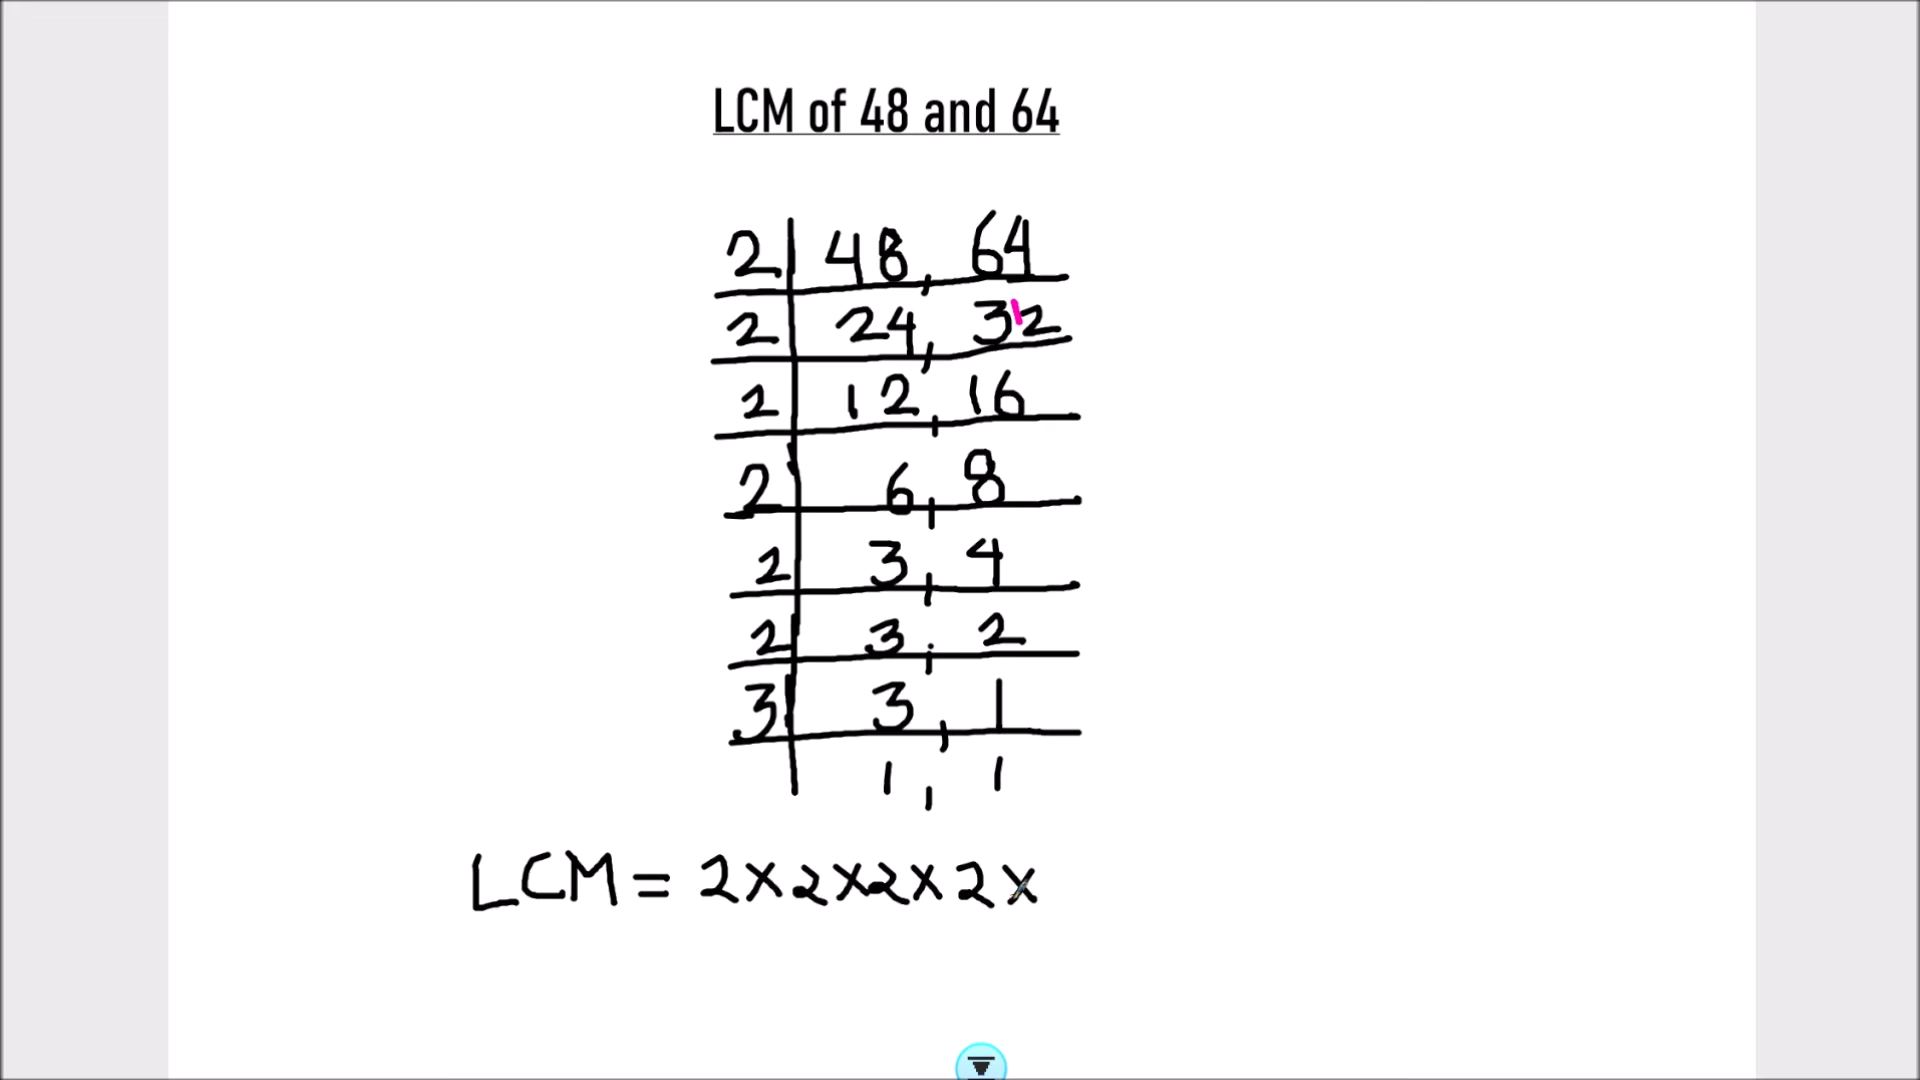 LCM of 48 and 64
2 48, 64
2 24, 32
2 12, 16
2 6, 8
2 3, 4
2 3, 2
3 3, 1
1, 1
LCM = 2×2×2×2×